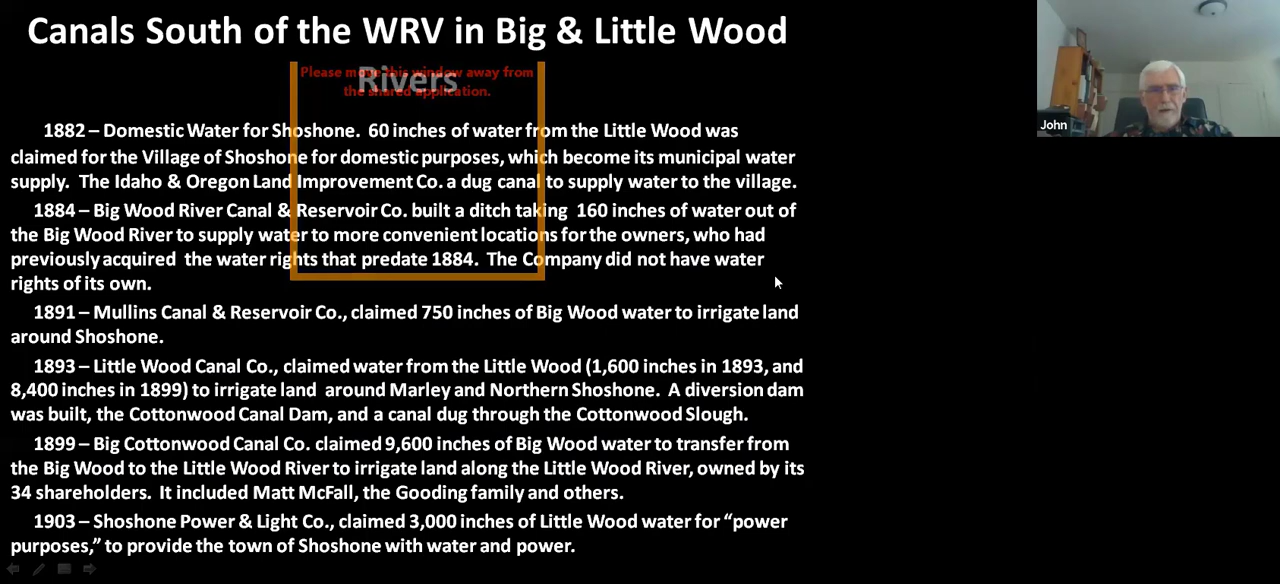 Canals South of the WRV in Big & Little Wood
Rivers
Please move this window away from
the shared application.
1882 – Domestic Water for Shoshone. 60 inches of water from the Little Wood was
claimed for the Village of Shoshone for domestic purposes, which become its municipal water
supply. The Idaho & Oregon Land Improvement Co. a dug canal to supply water to the village.
1884 – Big Wood River Canal & Reservoir Co. built a ditch taking 160 inches of water out of
the Big Wood River to supply water to more convenient locations for the owners, who had
previously acquired the water rights that predate 1884. The Company did not have water
rights of its own.
1891 – Mullins Canal & Reservoir Co., claimed 750 inches of Big Wood water to irrigate land
around Shoshone.
1893 – Little Wood Canal Co., claimed water from the Little Wood (1,600 inches in 1893, and
8,400 inches in 1899) to irrigate land around Marley and Northern Shoshone. A diversion dam
was built, the Cottonwood Canal Dam, and a canal dug through the Cottonwood Slough.
1899 – Big Cottonwood Canal Co. claimed 9,600 inches of Big Wood water to transfer from
the Big Wood to the Little Wood River to irrigate land along the Little Wood River, owned by its
34 shareholders. It included Matt McFall, the Gooding family and others.
1903 – Shoshone Power & Light Co., claimed 3,000 inches of Little Wood water for “power
purposes,” to provide the town of Shoshone with water and power.
John